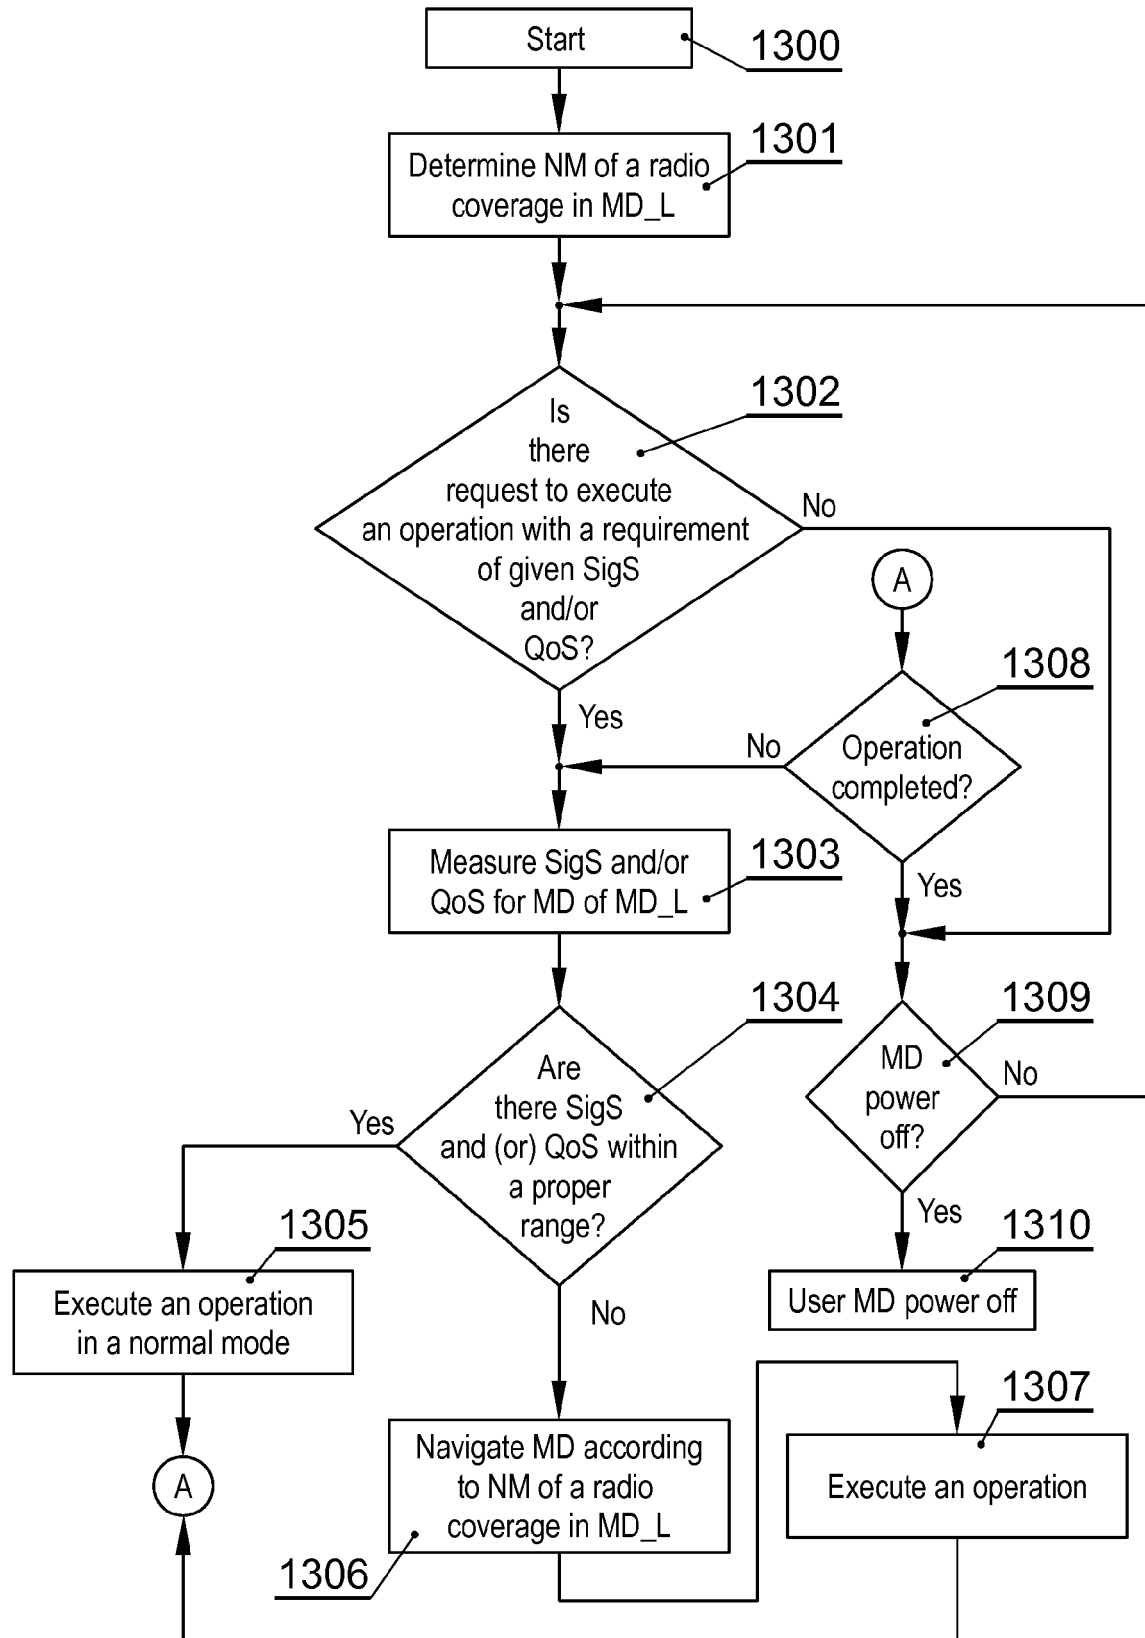 Start
1300
1301
Determine NM of a radio
coverage in MD_L
1302
Is
there
request to execute
an operation with a requirement
of given SigS
and/or
QoS?
No
Yes
A
1308
Operation
completed?
No
Yes
1303
Measure SigS and/or
QoS for MD of MD_L
1304
Are
there SigS
and (or) QoS within
a proper
range?
Yes
No
1309
MD
power
off?
No
Yes
1305
Execute an operation
in a normal mode
1310
User MD power off
A
Navigate MD according
to NM of a radio
coverage in MD_L
1306
1307
Execute an operation